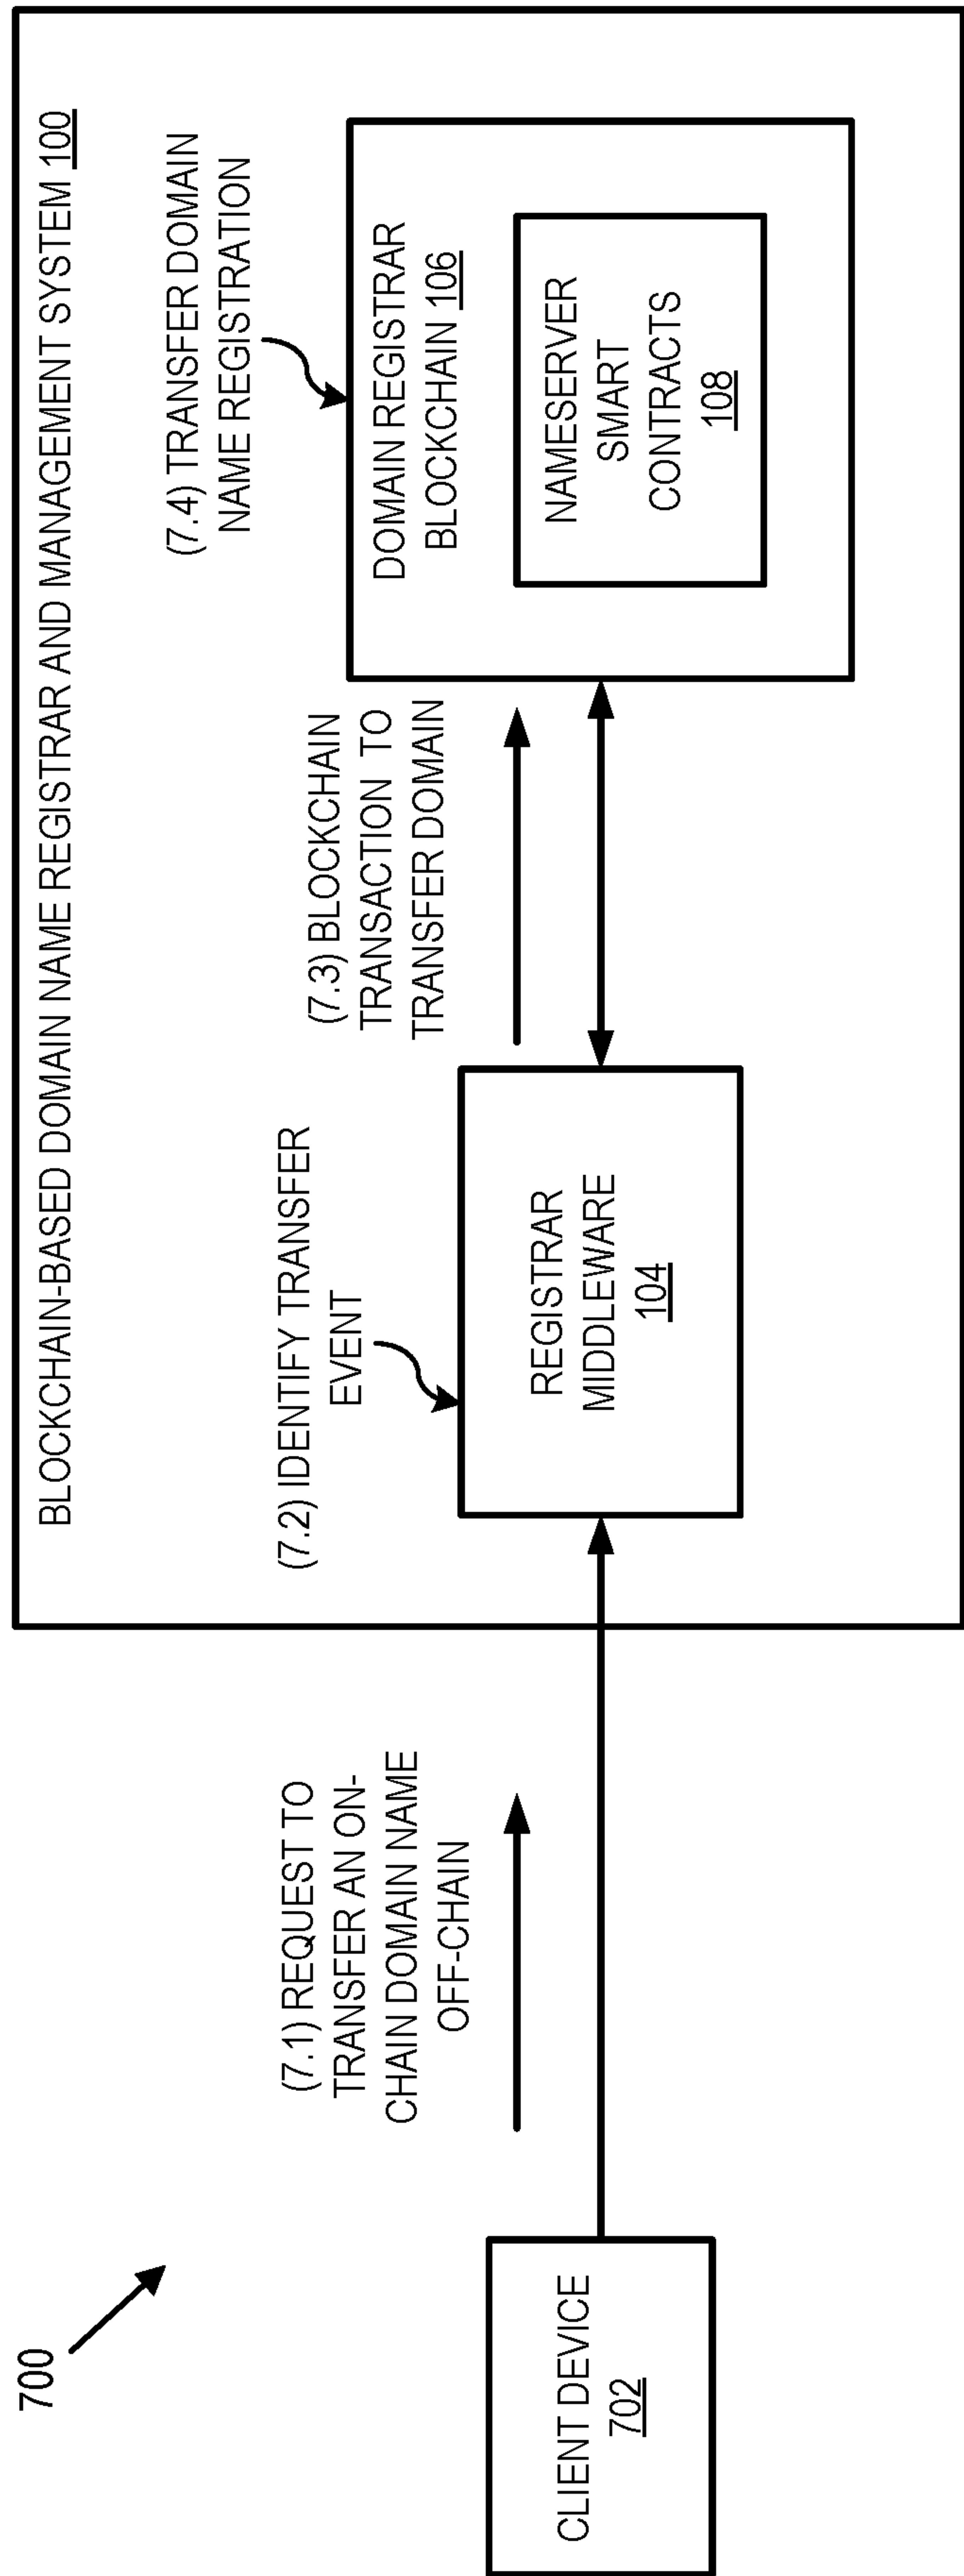 700
BLOCKCHAIN-BASED DOMAIN NAME REGISTRAR AND MANAGEMENT SYSTEM 100
(7.1) REQUEST TO
TRANSFER AN ON-
CHAIN DOMAIN NAME
OFF-CHAIN
(7.2) IDENTIFY TRANSFER
EVENT
(7.3) BLOCKCHAIN
TRANSACTION TO
TRANSFER DOMAIN
(7.4) TRANSFER DOMAIN
NAME REGISTRATION
CLIENT DEVICE
702
REGISTRAR
MIDDLEWARE
104
DOMAIN REGISTRAR
BLOCKCHAIN 106
NAMESERVER
SMART
CONTRACTS
108